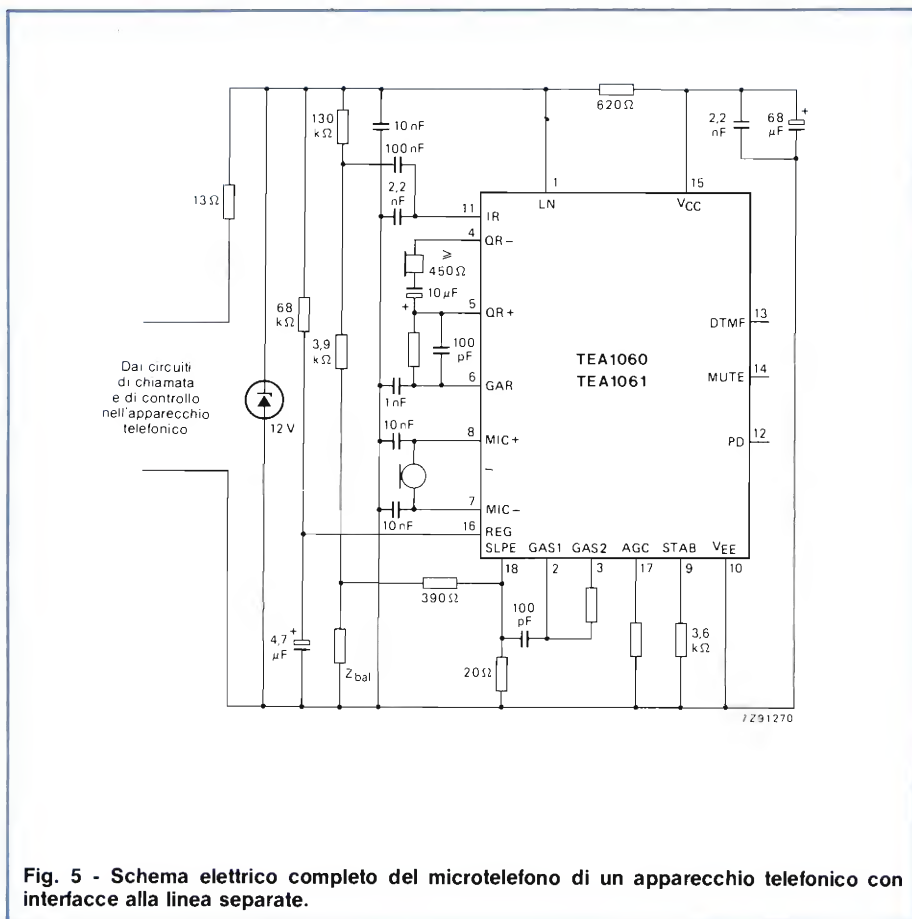 620Ω
130
kΩ
10 nF
100 nF
2,2
nF
2,2
nF
68
µF
+
13Ω
1
LN
15
VCC
11
IR
4
QR−
≥
450Ω
10 µF
+
5
QR+
100
pF
6
GAR
1 nF
68
kΩ
3,9
kΩ
DTMF
13
TEA1060
TEA1061
MUTE
14
PD
12
Dai circuiti
di chiamata
e di controllo
nell'apparecchio
telefonico
12 V
10 nF
8
MIC+
−
7
MIC−
10 nF
16
REG
SLPE
GAS1
GAS2
AGC
STAB
VEE
18
2
3
17
9
10
390Ω
100
pF
4,7
µF
+
Zbal
20Ω
3,6
kΩ
7Z91270
Fig. 5 - Schema elettrico completo del microtelefono di un apparecchio telefonico con
interfacce alla linea separate.